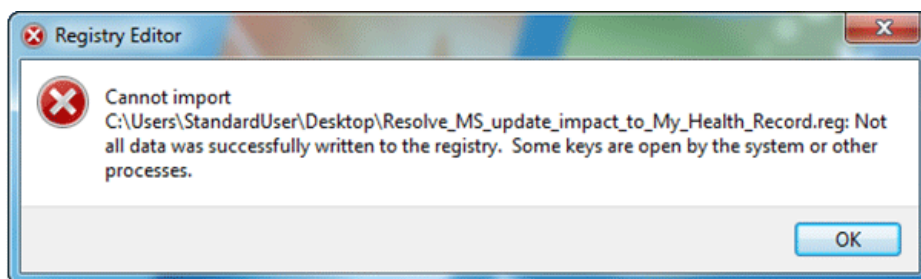 Registry Editor
Cannot import
C:\Users\StandardUser\Desktop\Resolve_MS_update_impact_to_My_Health_Record.reg: Not
all data was successfully written to the registry.  Some keys are open by the system or other
processes.
OK